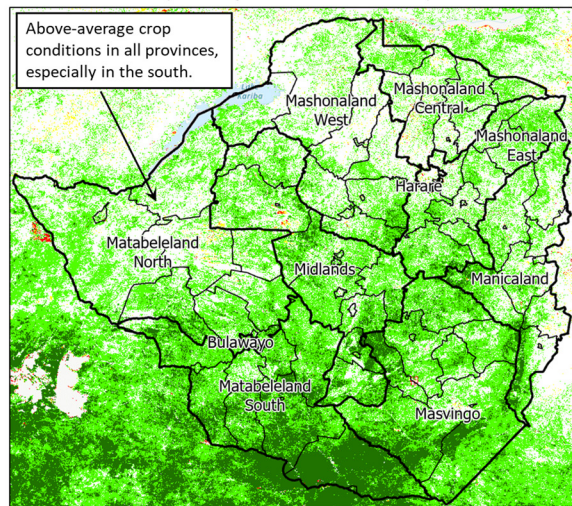 Above-average crop
conditions in all provinces,
especially in the south.
Lake
Kariba
Mashonaland
West
Mashonaland
Central
Mashonaland
East
Harare
Matabeleland
North
Midlands
Manicaland
Bulawayo
Matabeleland
South
Masvingo